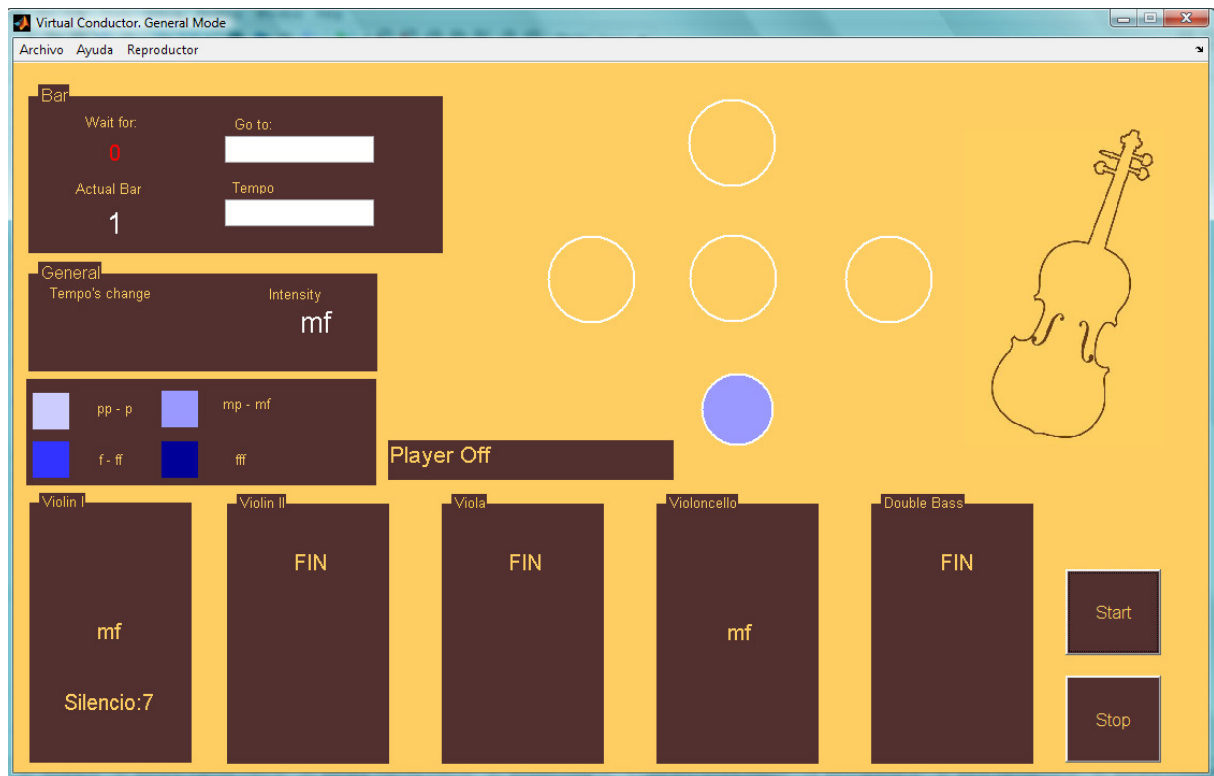 Virtual Conductor. General Mode
Archivo Ayuda Reproductor
Bar
Wait for:
Go to:
0
Actual Bar
Tempo
1
General
Tempo's change
Intensity
mf
pp - p
mp - mf
f - ff
fff
Player Off
Violin I
Violin II
Viola
Violoncello
Double Bass
FIN
FIN
FIN
mf
mf
Silencio:7
Start
Stop